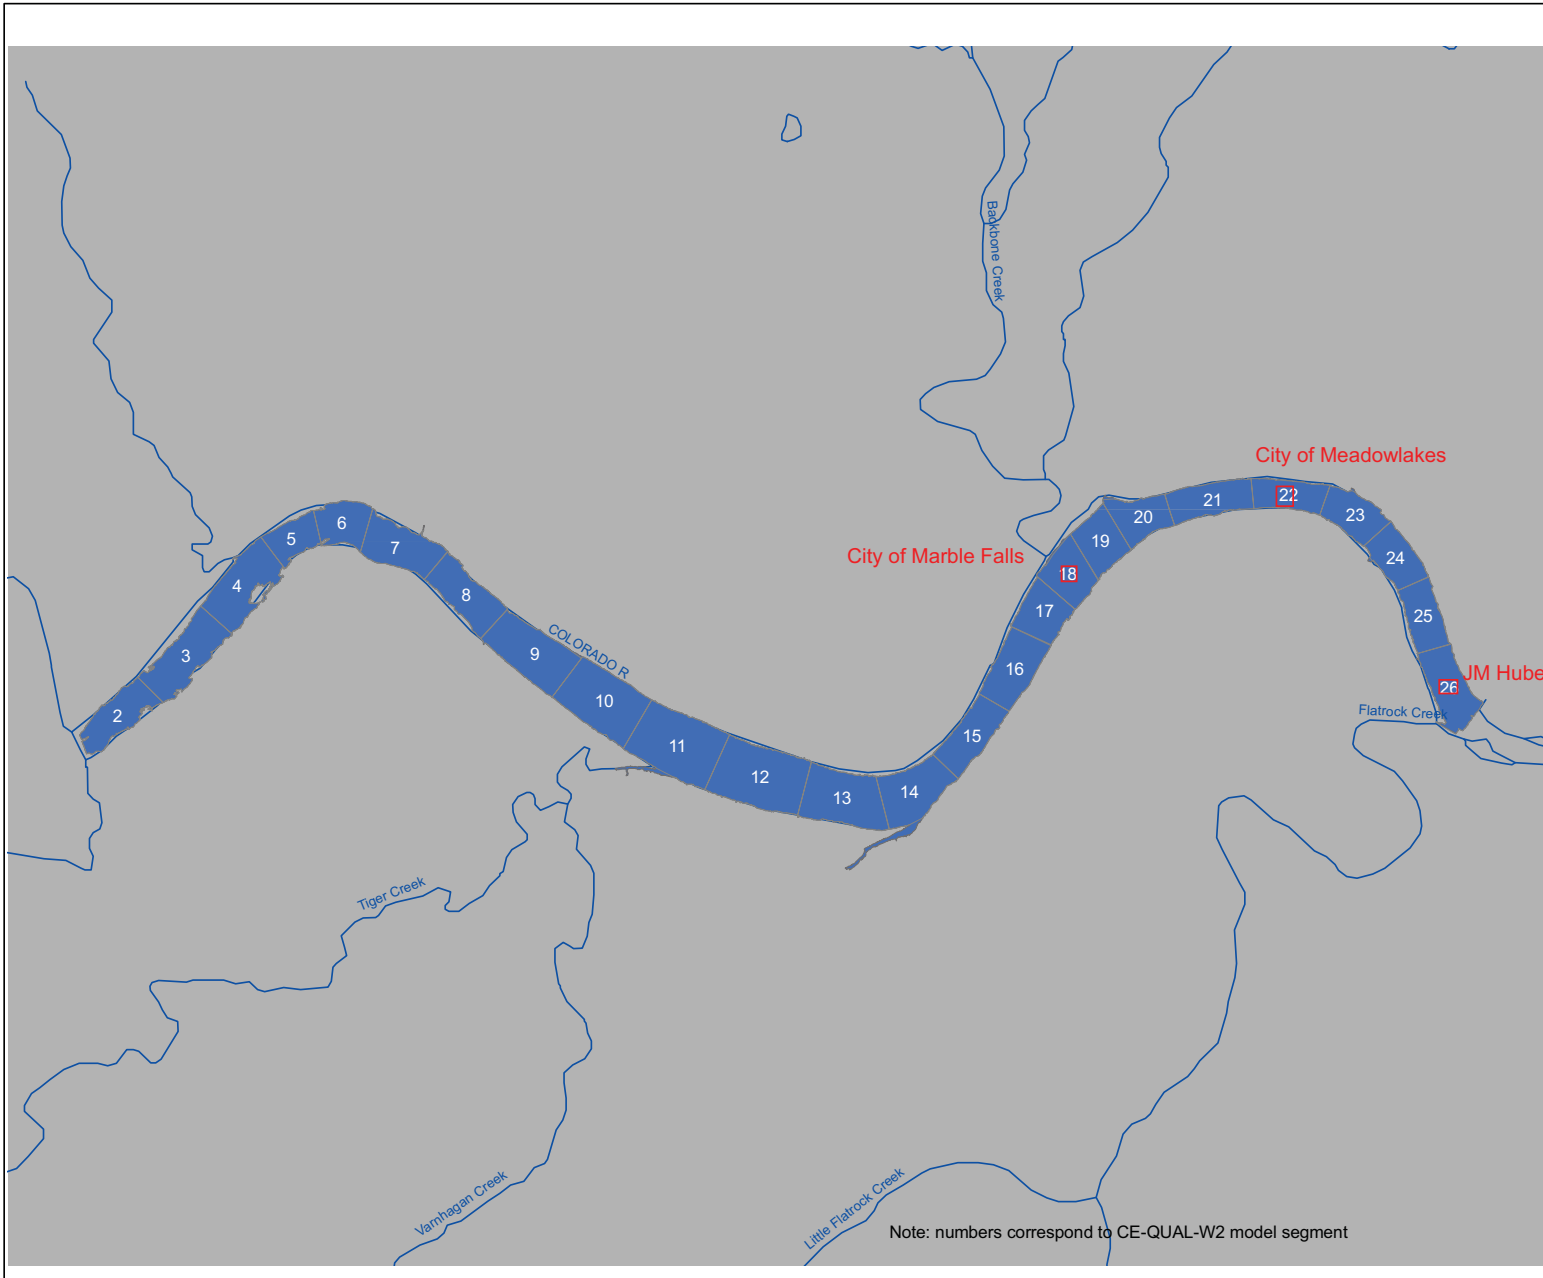 Backbone Creek
City of Meadowlakes
City of Marble Falls
2
3
4
5
6
7
8
9
10
11
12
13
14
15
16
17
18
19
20
21
22
23
24
25
26
COLORADO R
JM Hube
Flatrock Creek
Tiger Creek
Varnhagan Creek
Little Flatrock Creek
Note: numbers correspond to CE-QUAL-W2 model segment